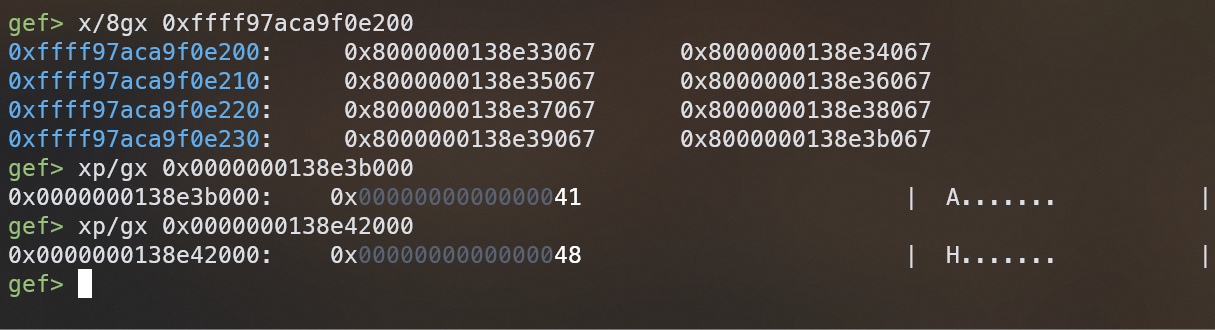 gef> x/8gx 0xffff97aca9f0e200
0xffff97aca9f0e200:     0x8000000138e33067      0x8000000138e34067
0xffff97aca9f0e210:     0x8000000138e35067      0x8000000138e36067
0xffff97aca9f0e220:     0x8000000138e37067      0x8000000138e38067
0xffff97aca9f0e230:     0x8000000138e39067      0x8000000138e3b067
gef> xp/gx 0x0000000138e3b000
0x0000000138e3b000:    0x0000000000000041                        |  A.......          |
gef> xp/gx 0x0000000138e42000
0x0000000138e42000:    0x0000000000000048                        |  H.......          |
gef>